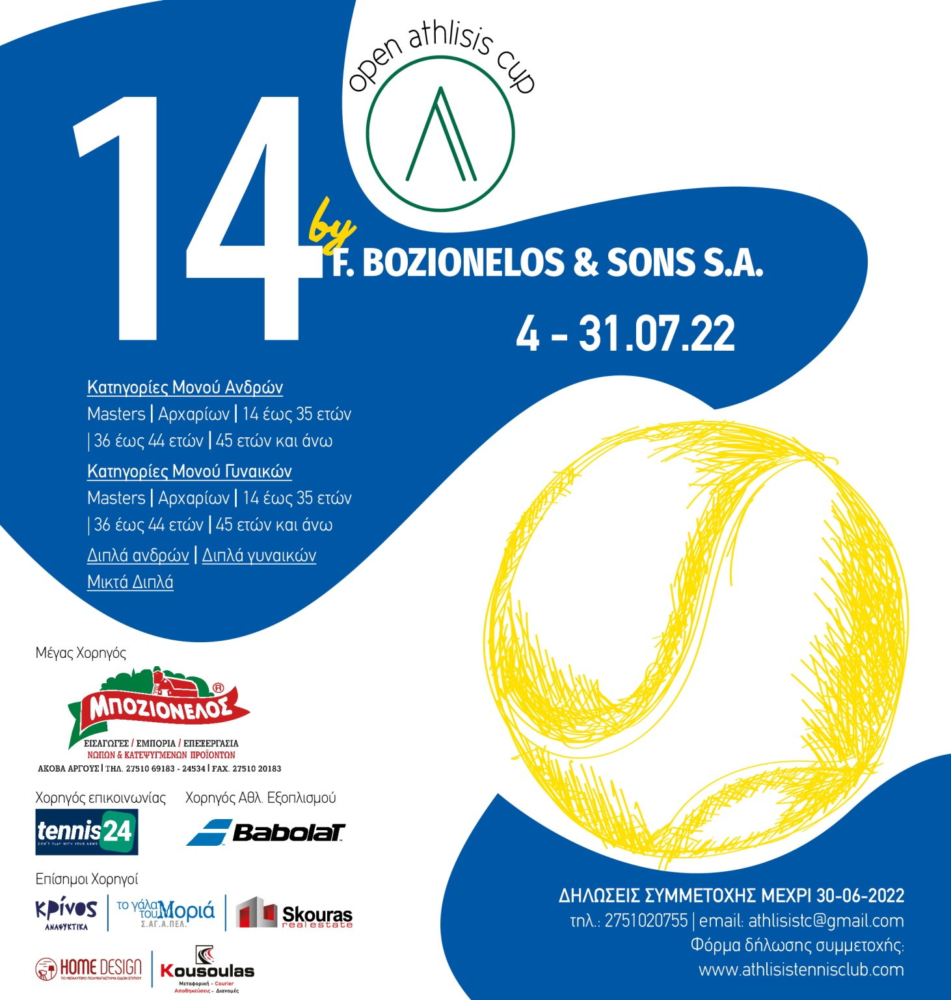 open athlisis cup
14
by
F. BOZIONELOS & SONS S.A.
4 - 31.07.22
Κατηγορίες Μονού Ανδρών
Masters | Αρχαρίων | 14 έως 35 ετών
| 36 έως 44 ετών | 45 ετών και άνω
Κατηγορίες Μονού Γυναικών
Masters | Αρχαρίων | 14 έως 35 ετών
| 36 έως 44 ετών | 45 ετών και άνω
Διπλά ανδρών | Διπλά γυναικών
Μικτά Διπλά
Μέγας Χορηγός
ΜΠΟΖΙΟΝΕΛΟΣ ®
ΕΙΣΑΓΩΓΕΣ / ΕΜΠΟΡΙΑ / ΕΠΕΞΕΡΓΑΣΙΑ
ΝΩΠΩΝ & ΚΑΤΕΨΥΓΜΕΝΩΝ ΠΡΟΪΟΝΤΩΝ
ΑΚΟΒΑ ΑΡΓΟΥΣ | ΤΗΛ. 27510 69183 - 24534 | FAX. 27510 20183
Χορηγός επικοινωνίας
Χορηγός Αθλ. Εξοπλισμού
tennis24
DON'T PLAY WITH YOUR NEWS
BabolaT
Επίσημοι Χορηγοί
κρίνος
ΑΝΑΨΥΚΤΙΚΑ
το γάλα του Μοριά
Σ.ΑΓ.Α.ΠΕΛ.
Skouras
real estate
HOME DESIGN
ΤΟ ΜΕΓΑΛΥΤΕΡΟ ΠΟΛΥΚΑΤΑΣΤΗΜΑ ΕΙΔΩΝ ΣΠΙΤΙΟΥ
Kousoulas
Μεταφορική - Courier
Αποθηκεύσεις - Διανομές
ΔΗΛΩΣΕΙΣ ΣΥΜΜΕΤΟΧΗΣ ΜΕΧΡΙ 30-06-2022
τηλ.: 2751020755 | email: athlisistc@gmail.com
Φόρμα δήλωσης συμμετοχής:
www.athlisistennisclub.com